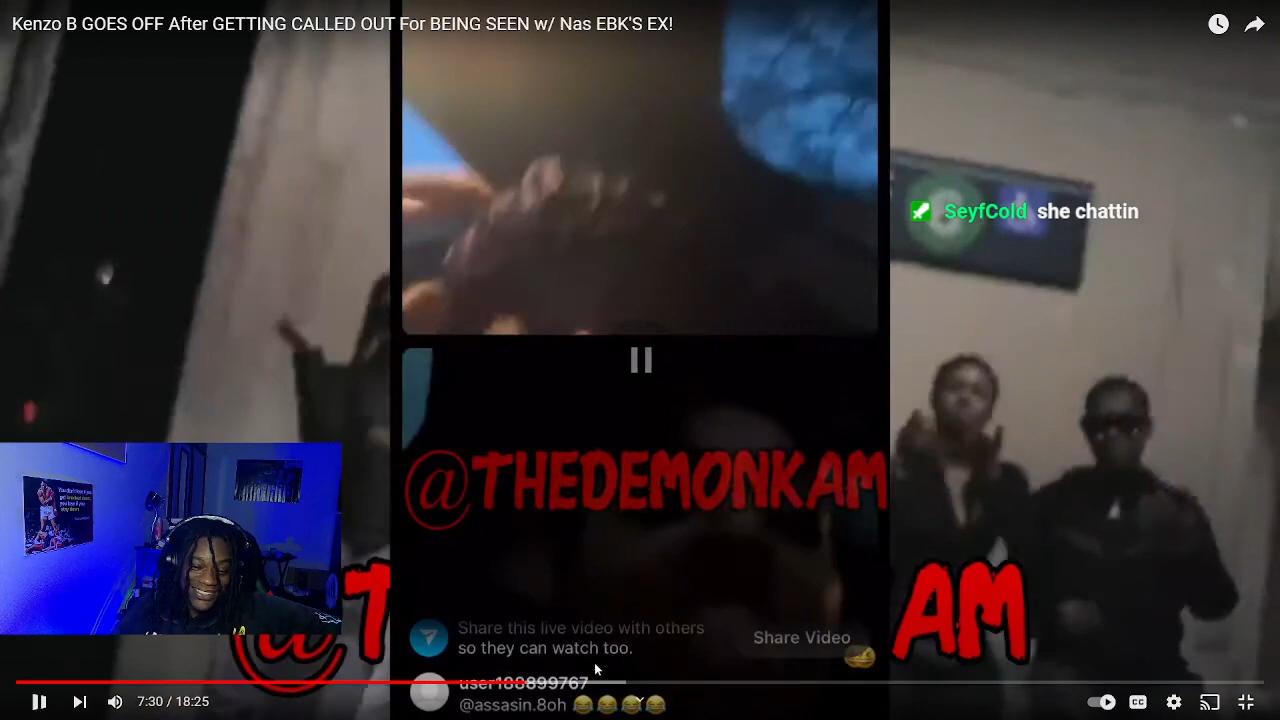 Kenzo B GOES OFF After GETTING CALLED OUT For BEING SEEN w/ Nas EBK'S EX!
SeyfCold she chattin
@THEDEMONKAM
AM
Share this live video with others
so they can watch too.
Share Video
user188899767
@assasin.8oh 😂😂😂😂
7:30 / 18:25
CC